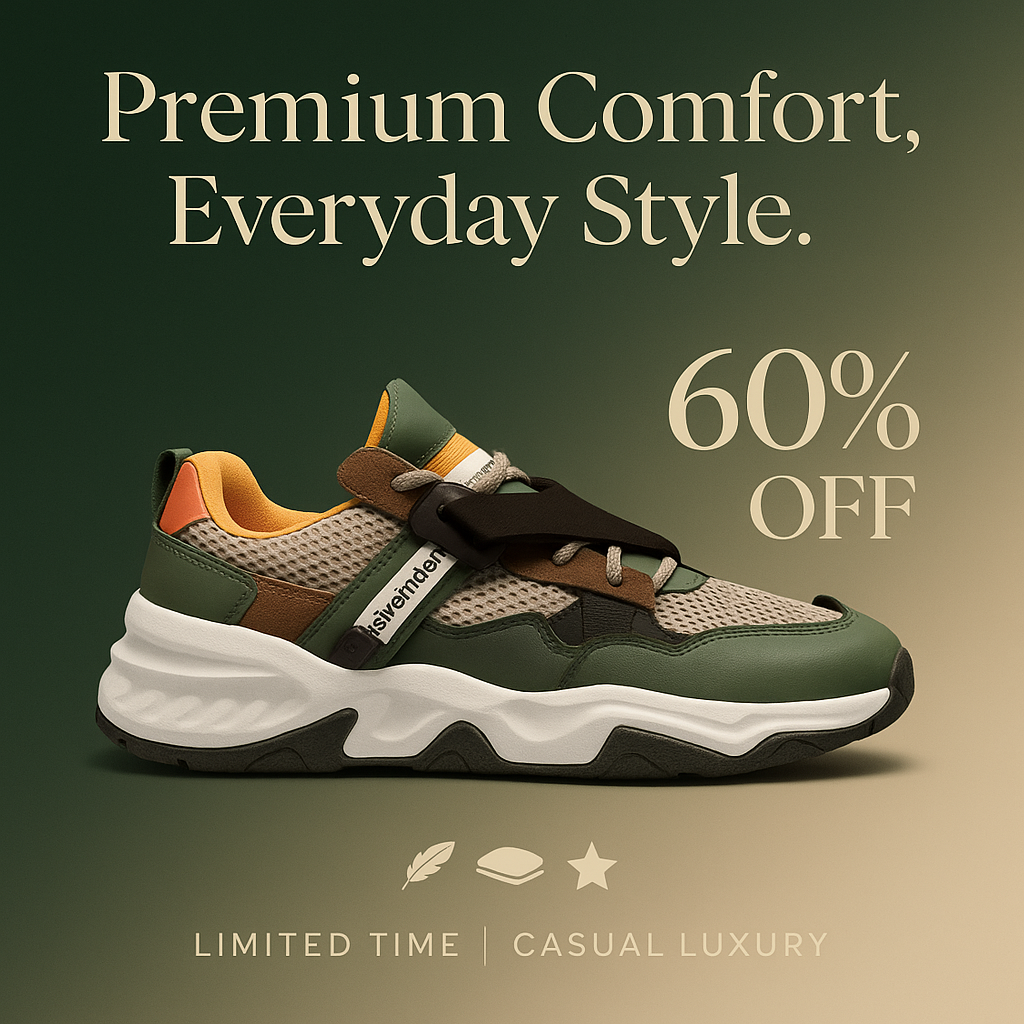 Premium Comfort,
Everyday Style.
60%
OFF
LIMITED TIME | CASUAL LUXURY